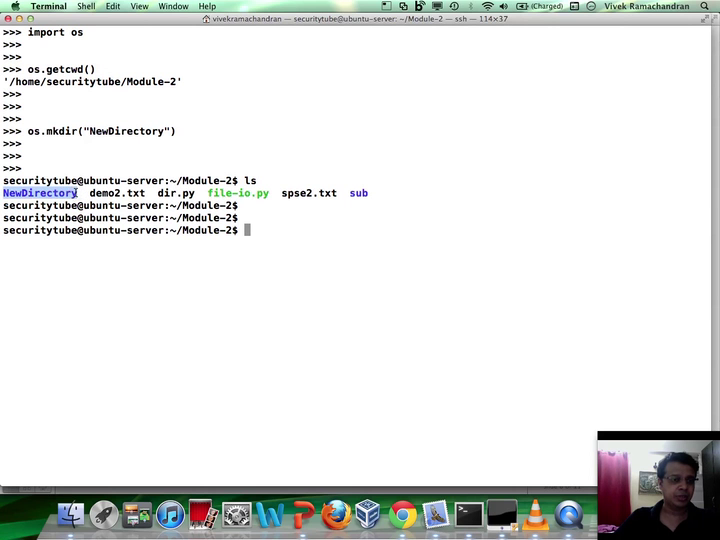 Terminal Shell Edit View Window Help (Charged) Vivek Ramachandran
vivekramachandran — securitytube@ubuntu-server: ~/Module-2 — ssh — 114×37
>>> import os
>>>
>>>
>>> os.getcwd()
'/home/securitytube/Module-2'
>>>
>>>
>>>
>>> os.mkdir("NewDirectory")
>>>
>>>
>>>
securitytube@ubuntu-server:~/Module-2$ ls
NewDirectory demo2.txt dir.py file-io.py spse2.txt sub
securitytube@ubuntu-server:~/Module-2$
securitytube@ubuntu-server:~/Module-2$
securitytube@ubuntu-server:~/Module-2$